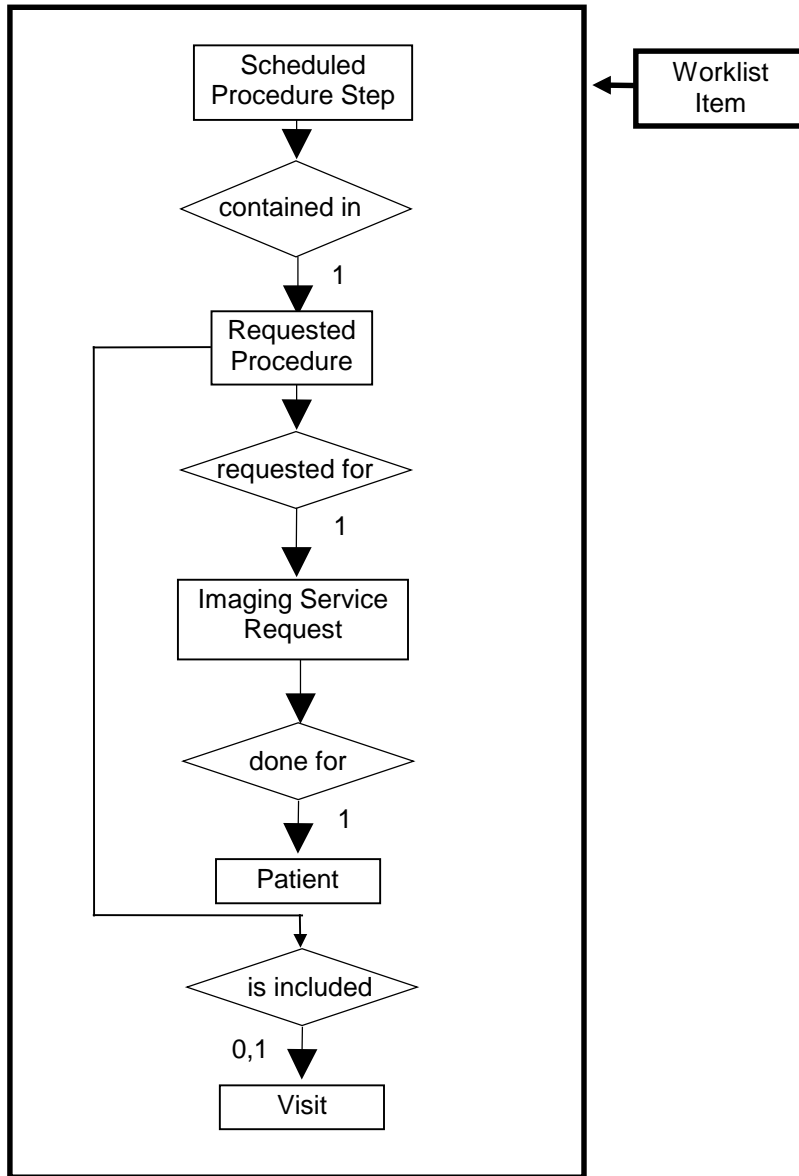 Scheduled
Procedure Step
Worklist
Item
contained in
1
Requested
Procedure
requested for
1
Imaging Service
Request
done for
1
Patient
is included
0,1
Visit